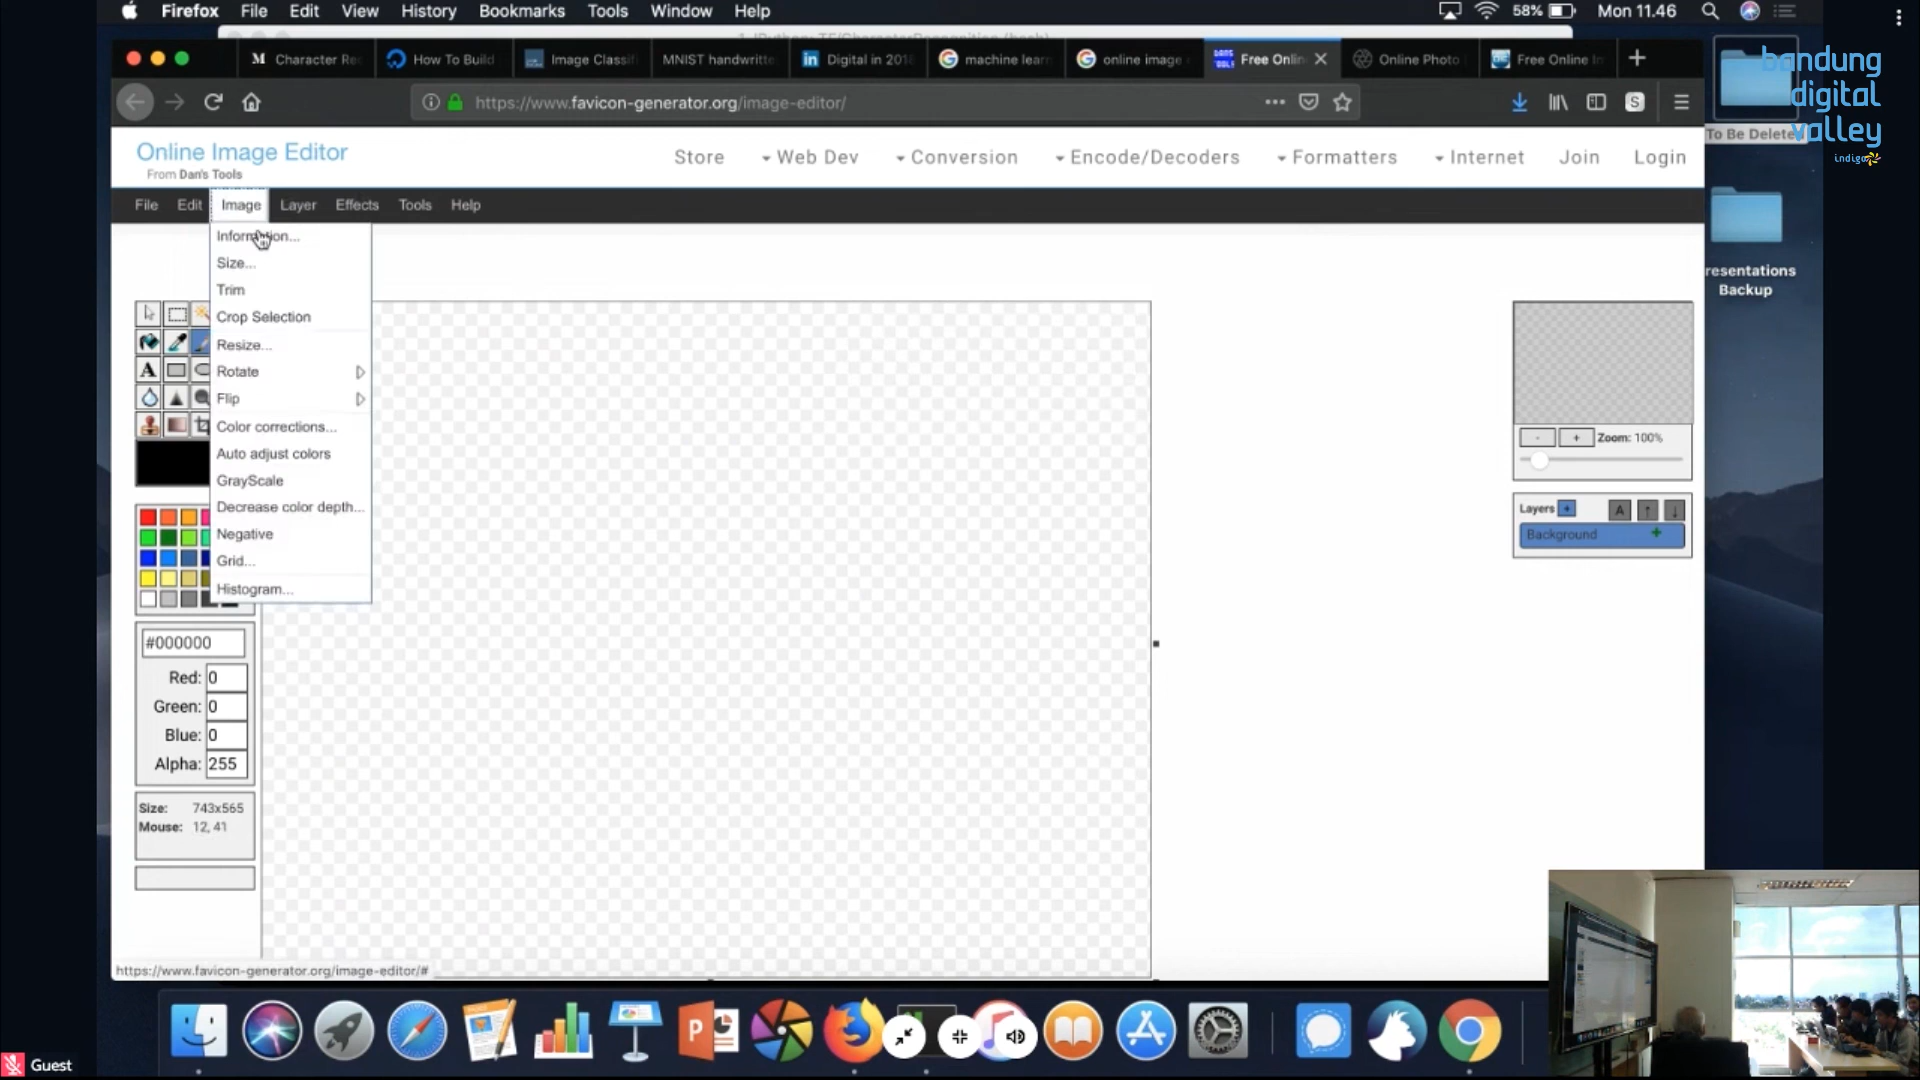 Firefox File Edit View History Bookmarks Tools Window Help 58% Mon 11.46
Character Re
How To Build
Image Classifi
MNIST handwritte
Digital in 2018
machine lear
online image
Free Onlin
Online Photo
Free Online I
https://www.favicon-generator.org/image-editor/
S
bandung
digital
valley
indigo
To Be Delete
resentations
Backup
Online Image Editor
From Dan's Tools
Store Web Dev Conversion Encode/Decoders Formatters Internet Join Login
File Edit Image Layer Effects Tools Help
Information...
Size...
Trim
Crop Selection
Resize...
Rotate
Flip
Color corrections...
Auto adjust colors
GrayScale
Decrease color depth...
Negative
Grid...
Histogram...
A
- + Zoom: 100%
Layers + A ↑ ↓
Background +
#000000
Red: 0
Green: 0
Blue: 0
Alpha: 255
Size: 743x565
Mouse: 12, 41
https://www.favicon-generator.org/image-editor/#
P
Guest